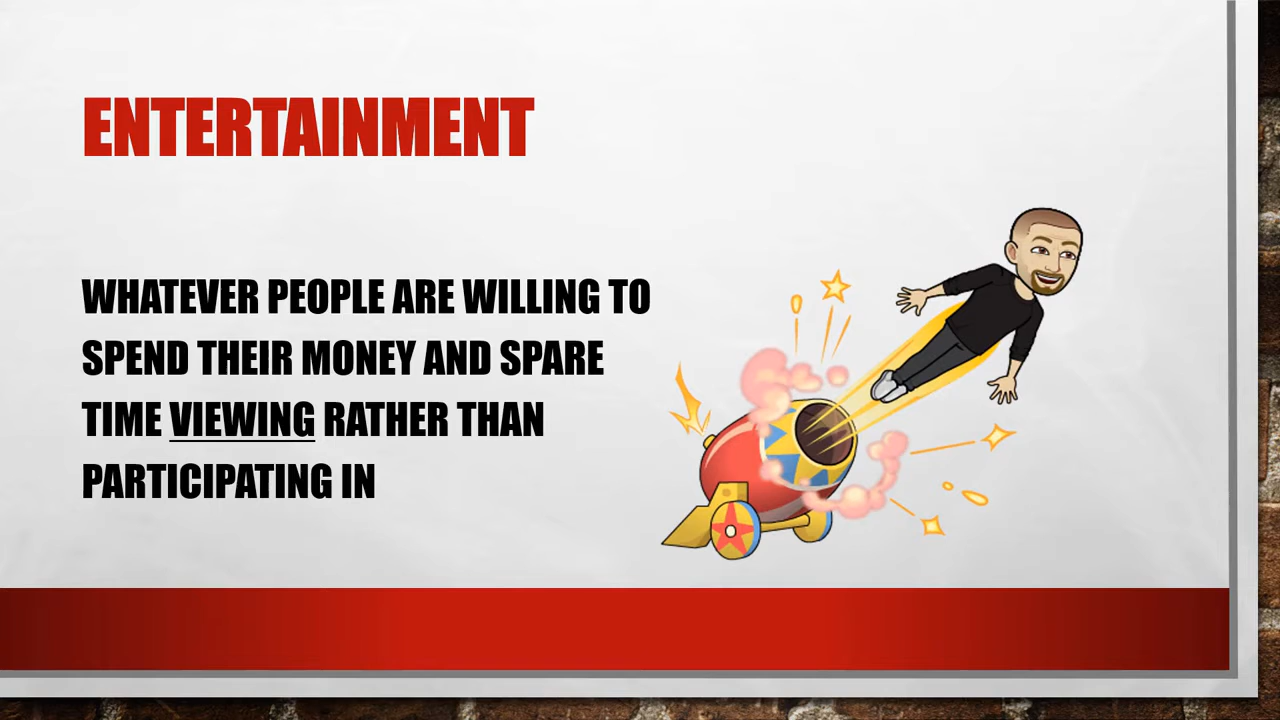 ENTERTAINMENT
WHATEVER PEOPLE ARE WILLING TO
SPEND THEIR MONEY AND SPARE
TIME VIEWING RATHER THAN
PARTICIPATING IN